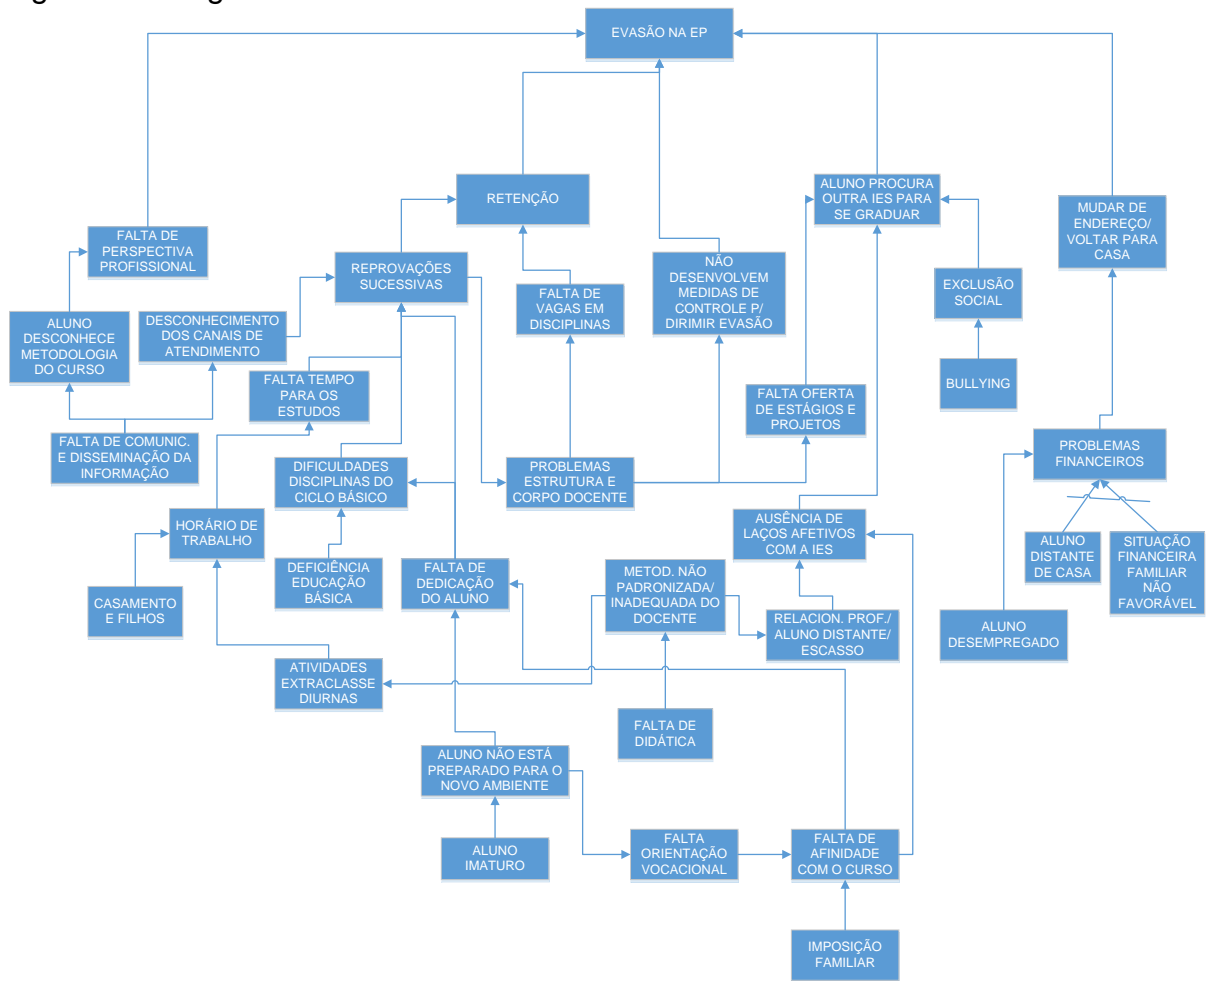 EVASÃO NA EP
RETENÇÃO
ALUNO PROCURA
OUTRA IES PARA
SE GRADUAR
MUDAR DE
ENDEREÇO/
VOLTAR PARA
CASA
FALTA DE
PERSPECTIVA
PROFISSIONAL
REPROVAÇÕES
SUCESSIVAS
NÃO
DESENVOLVEM
MEDIDAS DE
CONTROLE P/
DIRIMIR EVASÃO
FALTA DE
VAGAS EM
DISCIPLINAS
EXCLUSÃO
SOCIAL
ALUNO
DESCONHECE
METODOLOGIA
DO CURSO
DESCONHECIMENTO
DOS CANAIS DE
ATENDIMENTO
FALTA TEMPO
PARA OS
ESTUDOS
FALTA OFERTA
DE ESTÁGIOS E
PROJETOS
BULLYING
FALTA DE COMUNIC.
E DISSEMINAÇÃO DA
INFORMAÇÃO
DIFICULDADES
DISCIPLINAS DO
CICLO BÁSICO
PROBLEMAS
ESTRUTURA E
CORPO DOCENTE
PROBLEMAS
FINANCEIROS
HORÁRIO DE
TRABALHO
AUSÊNCIA DE
LAÇOS AFETIVOS
COM A IES
ALUNO
DISTANTE
DE CASA
SITUAÇÃO
FINANCEIRA
FAMILIAR
NÃO
FAVORÁVEL
DEFICIÊNCIA
EDUCAÇÃO
BÁSICA
FALTA DE
DEDICAÇÃO
DO ALUNO
METOD. NÃO
PADRONIZADA/
INADEQUADA DO
DOCENTE
CASAMENTO
E FILHOS
RELACION. PROF./
ALUNO DISTANTE/
ESCASSO
ALUNO
DESEMPREGADO
ATIVIDADES
EXTRACLASSE
DIURNAS
FALTA DE
DIDÁTICA
ALUNO NÃO ESTÁ
PREPARADO PARA O
NOVO AMBIENTE
ALUNO
IMATURO
FALTA
ORIENTAÇÃO
VOCACIONAL
FALTA DE
AFINIDADE
COM O CURSO
IMPOSIÇÃO
FAMILIAR